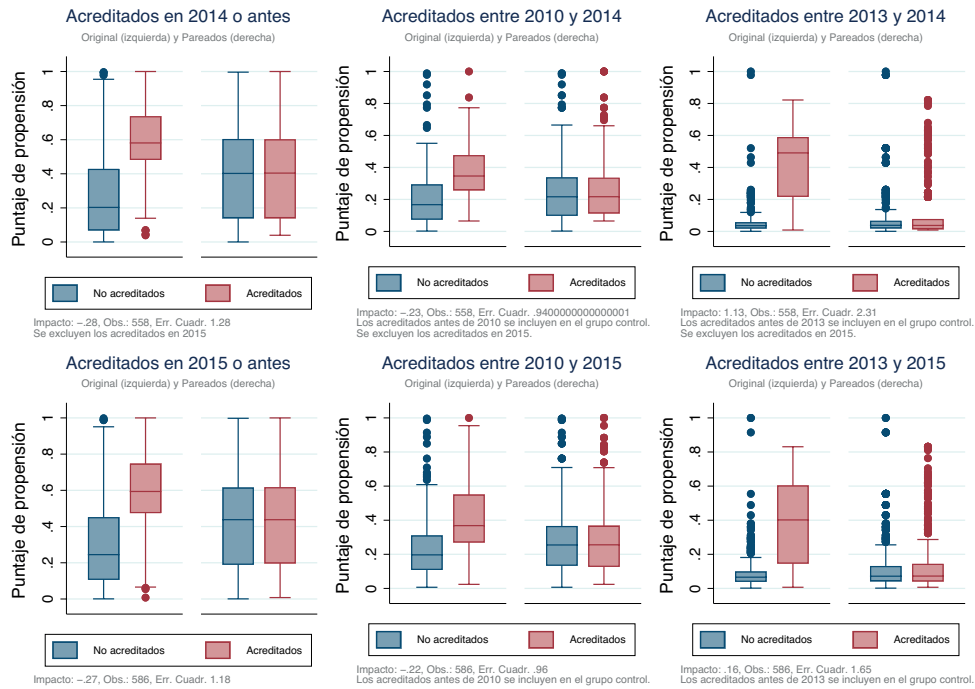 Acreditados en 2014 o antes
Original (izquierda) y Pareados (derecha)
Puntaje de propensión
1
.8
.6
.4
.2
0
No acreditados
Acreditados
Impacto: −.28, Obs.: 558, Err. Cuadr. 1.28
Se excluyen los acreditados en 2015
Acreditados entre 2010 y 2014
Original (izquierda) y Pareados (derecha)
Puntaje de propensión
1
.8
.6
.4
.2
0
No acreditados
Acreditados
Impacto: −.23, Obs.: 558, Err. Cuadr. .9400000000000001
Los acreditados antes de 2010 se incluyen en el grupo control.
Se excluyen los acreditados en 2015.
Acreditados entre 2013 y 2014
Original (izquierda) y Pareados (derecha)
Puntaje de propensión
1
.8
.6
.4
.2
0
No acreditados
Acreditados
Impacto: 1.13, Obs.: 558, Err. Cuadr. 2.31
Los acreditados antes de 2013 se incluyen en el grupo control.
Se excluyen los acreditados en 2015.
Acreditados en 2015 o antes
Original (izquierda) y Pareados (derecha)
Puntaje de propensión
1
.8
.6
.4
.2
0
No acreditados
Acreditados
Impacto: −.27, Obs.: 586, Err. Cuadr. 1.18
Acreditados entre 2010 y 2015
Original (izquierda) y Pareados (derecha)
Puntaje de propensión
1
.8
.6
.4
.2
0
No acreditados
Acreditados
Impacto: −.22, Obs.: 586, Err. Cuadr. .96
Los acreditados antes de 2010 se incluyen en el grupo control.
Acreditados entre 2013 y 2015
Original (izquierda) y Pareados (derecha)
Puntaje de propensión
1
.8
.6
.4
.2
0
No acreditados
Acreditados
Impacto: .16, Obs.: 586, Err. Cuadr. 1.65
Los acreditados antes de 2013 se incluyen en el grupo control.